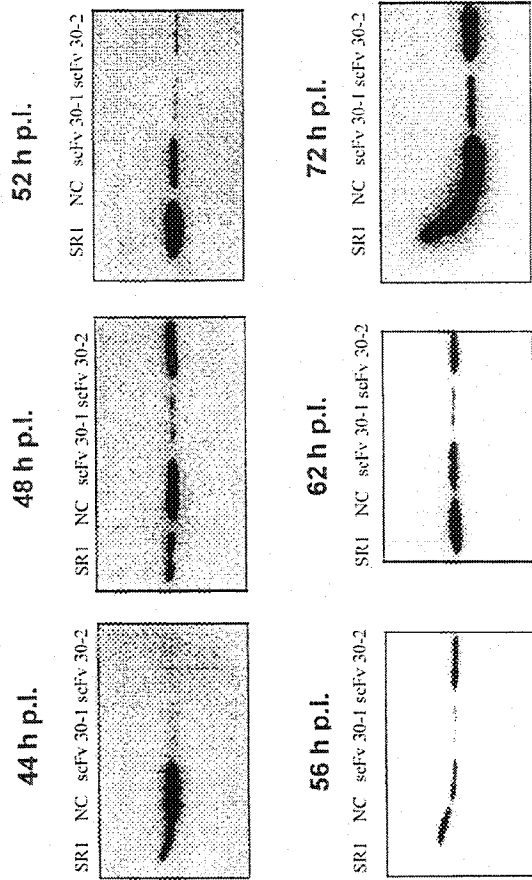 44 h p.I.
SR1 NC scFv 30-1 scFv 30-2
48 h p.I.
SR1 NC scFv 30-1 scFv 30-2
52 h p.I.
SR1 NC scFv 30-1 scFv 30-2
56 h p.I.
SR1 NC scFv 30-1 scFv 30-2
62 h p.I.
SR1 NC scFv 30-1 scFv 30-2
72 h p.I.
SR1 NC scFv 30-1 scFv 30-2